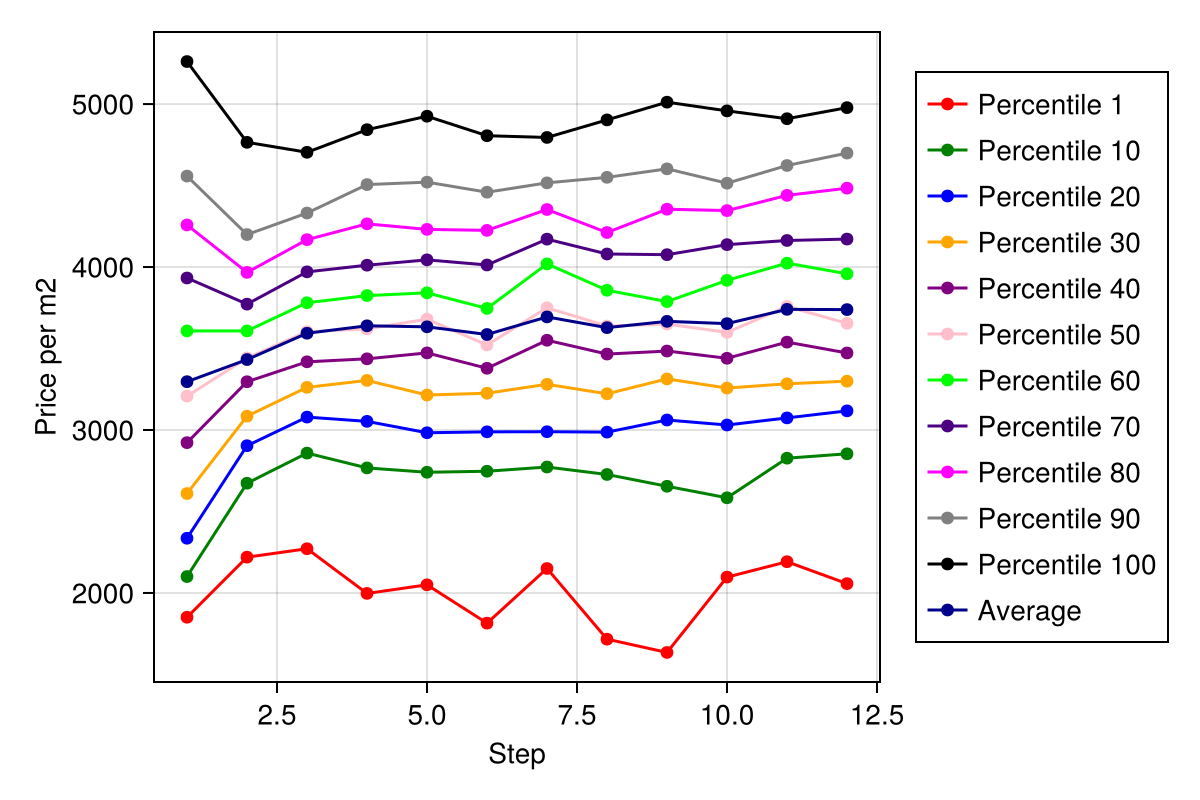 Price per m2
5000
4000
3000
2000
2.5 5.0 7.5 10.0 12.5
Step
Percentile 1
Percentile 10
Percentile 20
Percentile 30
Percentile 40
Percentile 50
Percentile 60
Percentile 70
Percentile 80
Percentile 90
Percentile 100
Average